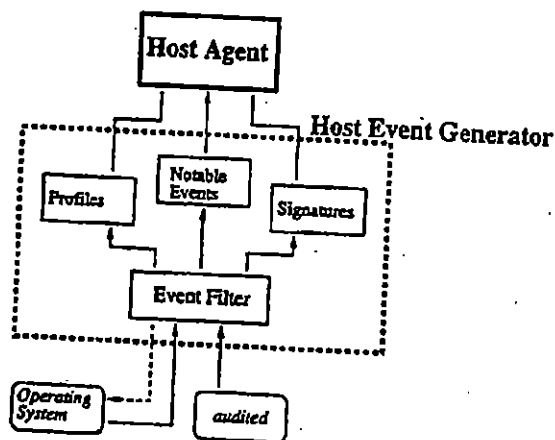 Host Agent
Host Event Generator
Profiles
Notable
Events
Signatures
Event Filter
Operating
System
audited